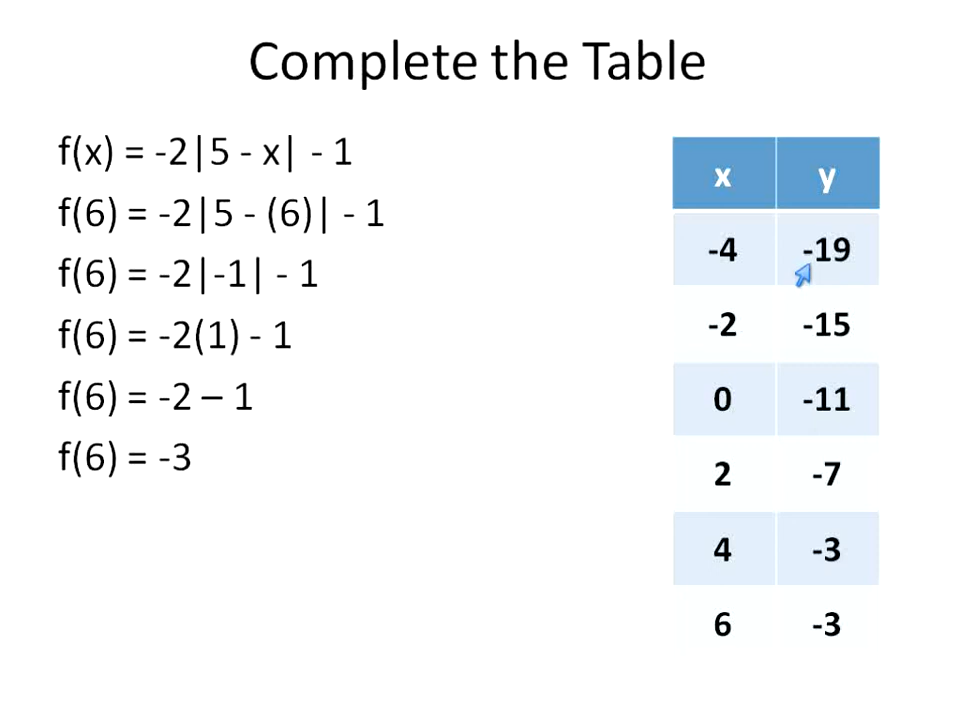 Complete the Table
f(x) = -2|5 - x| - 1
f(6) = -2|5 - (6)| - 1
f(6) = -2|-1| - 1
f(6) = -2(1) - 1
f(6) = -2 – 1
f(6) = -3
x y
-4 -19
-2 -15
0 -11
2 -7
4 -3
6 -3